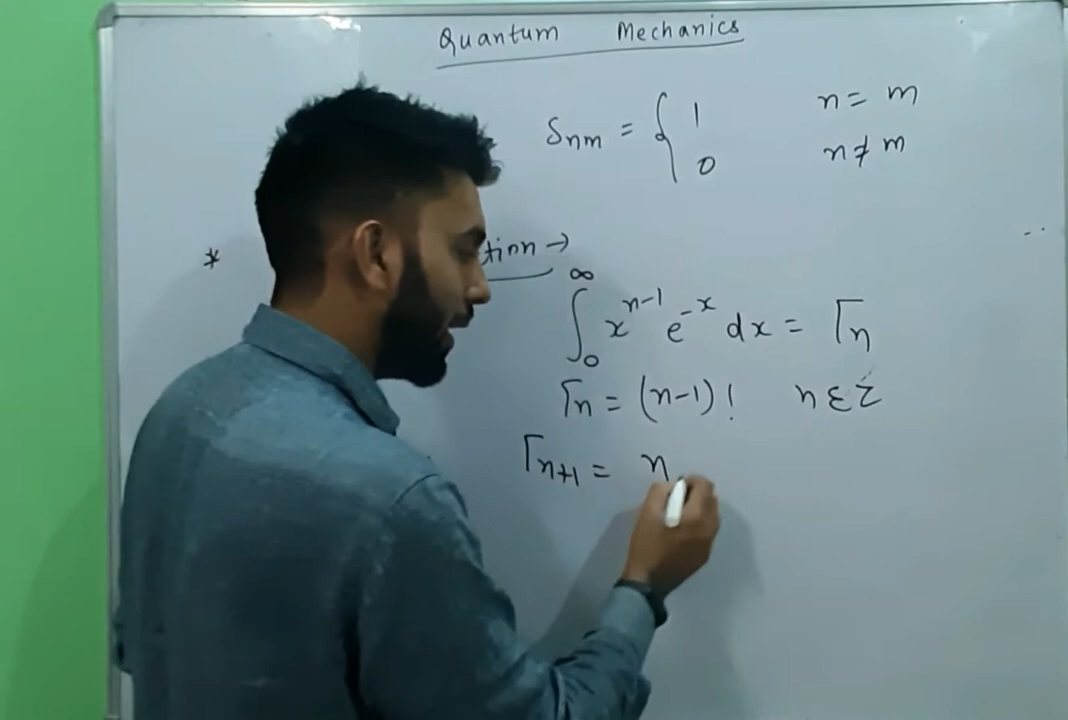 Quantum Mechanics
δnm = { 1 n = m
0 n ≠ m
* tion →
∫₀^∞ x^{n-1} e^{-x} dx = Γn
Γn = (n-1)! n ∈ Z
Γn+1 = n